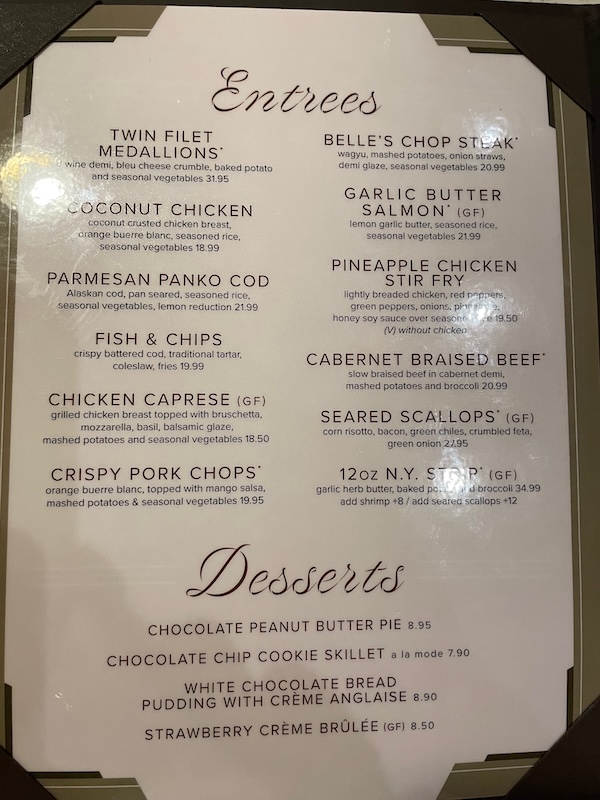 Entrees
TWIN FILET
MEDALLIONS*
wine demi, bleu cheese crumble, baked potato
and seasonal vegetables 31.95
COCONUT CHICKEN
coconut crusted chicken breast,
orange buerre blanc, seasoned rice,
seasonal vegetables 18.99
PARMESAN PANKO COD
Alaskan cod, pan seared, seasoned rice,
seasonal vegetables, lemon reduction 21.99
FISH & CHIPS
crispy battered cod, traditional tartar,
coleslaw, fries 19.99
CHICKEN CAPRESE (GF)
grilled chicken breast topped with bruschetta,
mozzarella, basil, balsamic glaze,
mashed potatoes and seasonal vegetables 18.50
CRISPY PORK CHOPS*
orange buerre blanc, topped with mango salsa,
mashed potatoes & seasonal vegetables 19.95
BELLE'S CHOP STEAK*
wagyu, mashed potatoes, onion straws,
demi glaze, seasonal vegetables 20.99
GARLIC BUTTER
SALMON* (GF)
lemon garlic butter, seasoned rice,
seasonal vegetables 21.99
PINEAPPLE CHICKEN
STIR FRY
lightly breaded chicken, red peppers,
green peppers, onions,
honey soy sauce over 19.50
(V) without chicken
CABERNET BRAISED BEEF*
slow braised beef in cabernet demi,
mashed potatoes and broccoli 20.99
SEARED SCALLOPS* (GF)
corn risotto, bacon, green chiles, crumbled feta,
green onion 27.95
12OZ N.Y. STRIP* (GF)
garlic herb butter, baked and broccoli 34.99
add shrimp +8 / add seared scallops +12
Desserts
CHOCOLATE PEANUT BUTTER PIE 8.95
CHOCOLATE CHIP COOKIE SKILLET a la mode 7.90
WHITE CHOCOLATE BREAD
PUDDING WITH CRÈME ANGLAISE 8.90
STRAWBERRY CRÈME BRÛLÉE (GF) 8.50